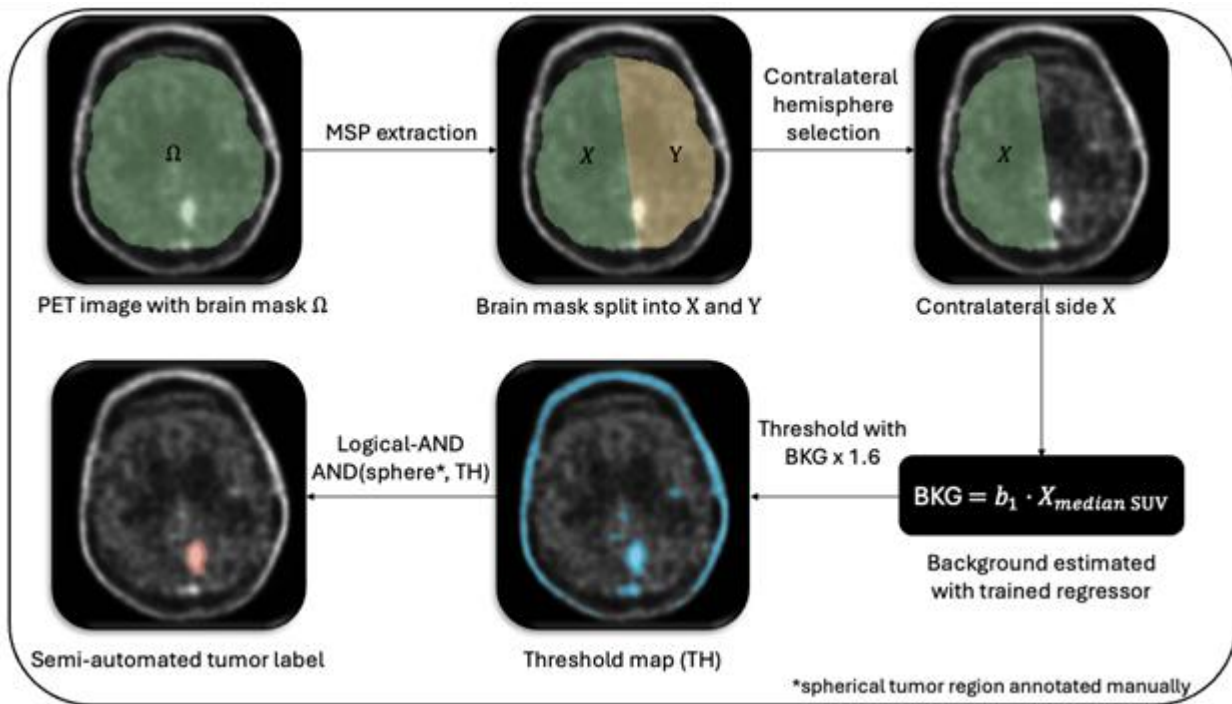 Ω
MSP extraction
X
Y
Contralateral
hemisphere
selection
X
PET image with brain mask Ω
Brain mask split into X and Y
Contralateral side X
Logical-AND
AND(sphere*, TH)
Threshold with
BKG x 1.6
BKG = b₁ · X_median SUV
Background estimated
with trained regressor
Semi-automated tumor label
Threshold map (TH)
*spherical tumor region annotated manually